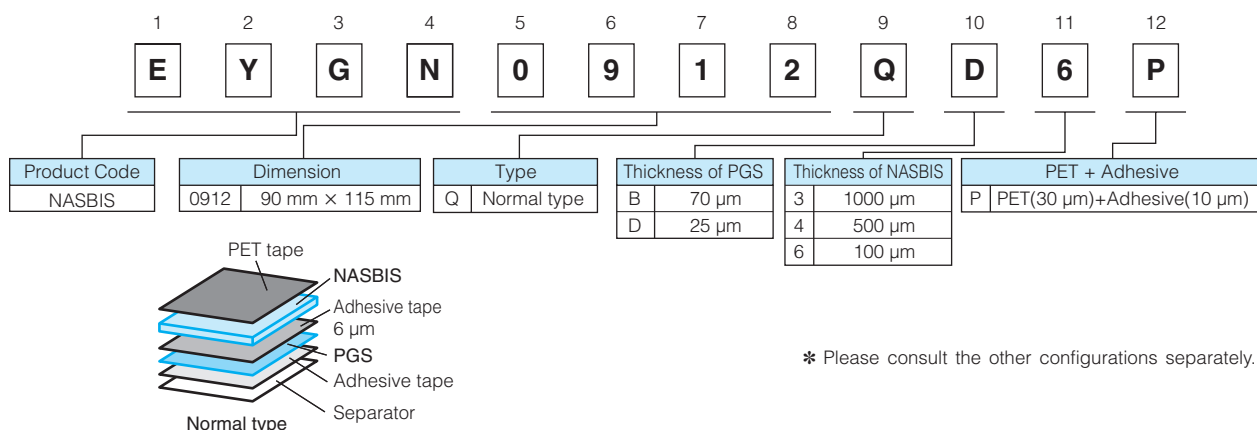 1 2 3 4 5 6 7 8 9 10 11 12
E Y G N 0 9 1 2 Q D 6 P
Product Code
NASBIS
Dimension
0912 90 mm × 115 mm
Type
Q Normal type
Thickness of PGS
B 70 µm
D 25 µm
Thickness of NASBIS
3 1000 µm
4 500 µm
6 100 µm
PET + Adhesive
P PET(30 µm)+Adhesive(10 µm)
PET tape
NASBIS
Adhesive tape
6 µm
PGS
Adhesive tape
Separator
Normal type
✽ Please consult the other configurations separately.